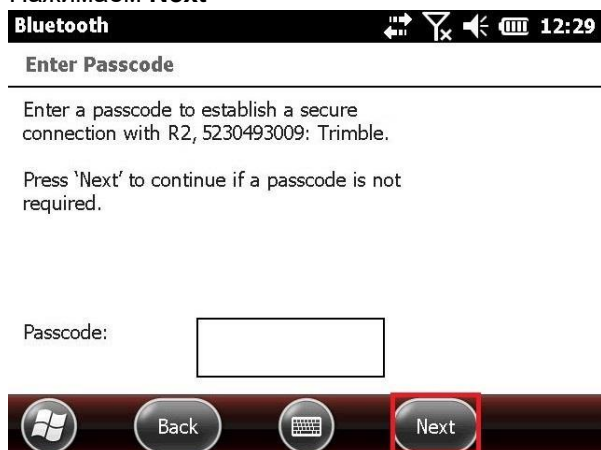 Нажимаем Next
Bluetooth 12:29
Enter Passcode
Enter a passcode to establish a secure
connection with R2, 5230493009: Trimble.
Press `Next' to continue if a passcode is not
required.
Passcode:
Back Next